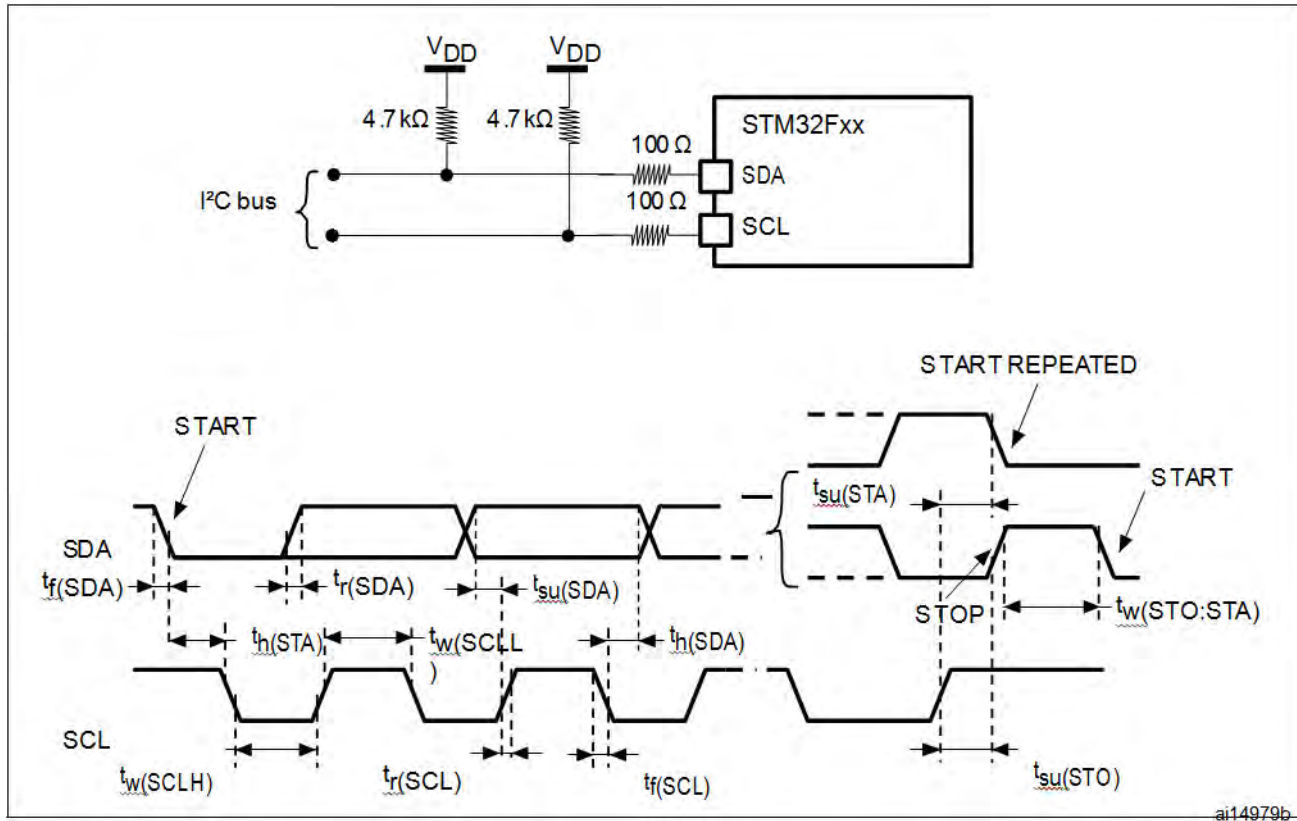 VDD VDD
4.7 kΩ 4.7 kΩ
STM32Fxx
100 Ω
SDA
I²C bus
100 Ω
SCL
START REPEATED
START
tsu(STA)
START
SDA
tf(SDA)
tr(SDA)
tsu(SDA)
STOP
tw(STO:STA)
th(STA)
tw(SCLL
)
th(SDA)
SCL
tw(SCLH)
tr(SCL)
tf(SCL)
tsu(STO)
ai14979b